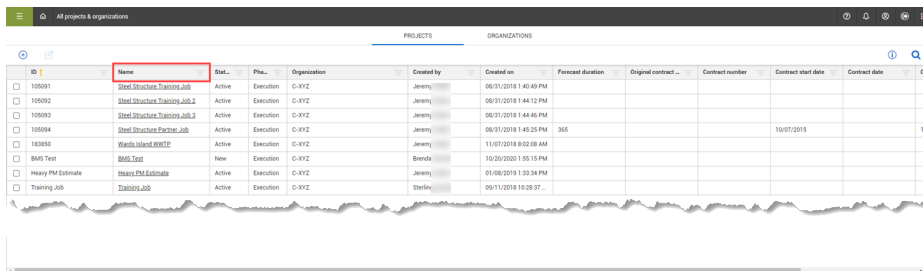 All projects & organizations
PROJECTS ORGANIZATIONS
ID Name Stat... Pha... Organization Created by Created on Forecast duration Original contract ... Contract number Contract start date Contract date
105091 Steel Structure Training Job Active Execution C-XYZ Jeremy 08/31/2018 1:40:49 PM
105092 Steel Structure Training Job 2 Active Execution C-XYZ Jeremy 08/31/2018 1:44:12 PM
105093 Steel Structure Training Job 3 Active Execution C-XYZ Jeremy 08/31/2018 1:44:46 PM
105094 Steel Structure Partner Job Active Execution C-XYZ Jeremy 08/31/2018 1:45:25 PM 365 10/07/2015
183850 Wards Island WWTP Active Execution C-XYZ Jeremy 11/07/2018 8:02:08 AM
BMS Test BMS Test New Execution C-XYZ Brenda 10/20/2020 1:55:15 PM
Heavy PM Estimate Heavy PM Estimate Active Execution C-XYZ Jeremy 01/08/2019 1:33:34 PM
Training Job Training Job Active Execution C-XYZ Sterlin 09/11/2018 10:28:37 ...